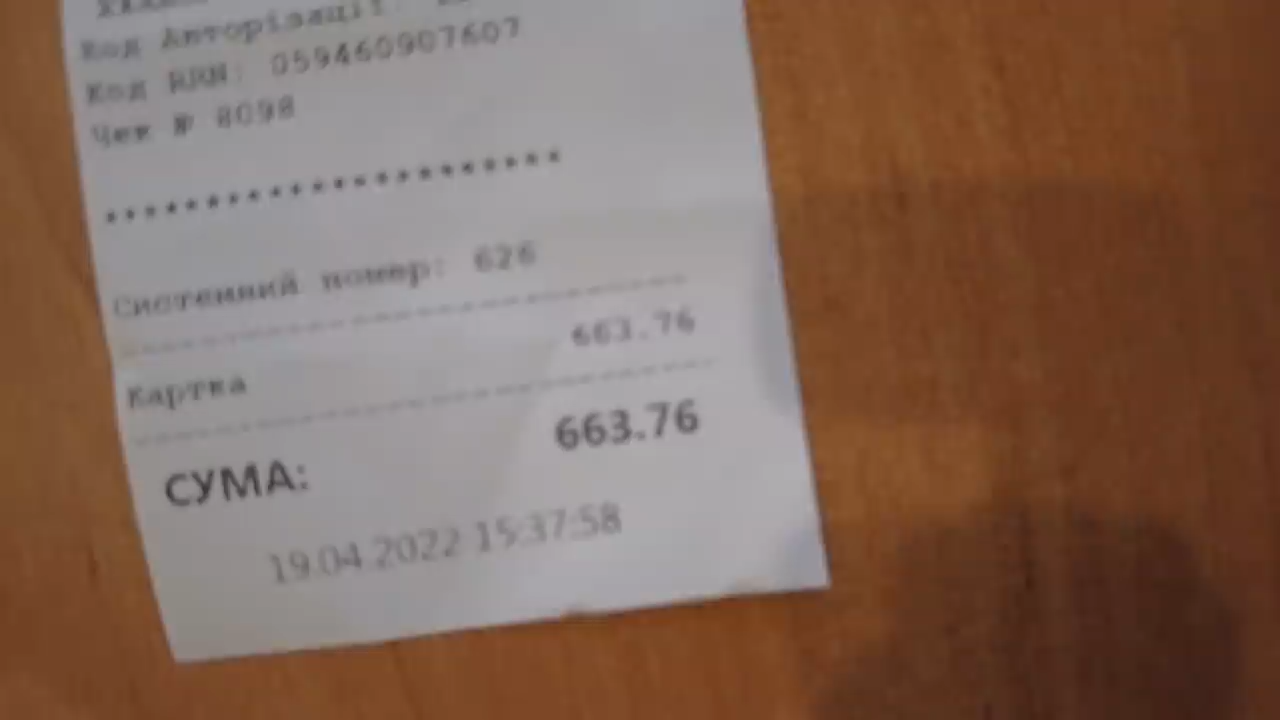 Код Авторізації:
Код RRN: 059460907607
Чек № 8098
***********************
Системний номер: 626
663.76
Картка
663.76
СУМА:
19.04.2022 15:37:58